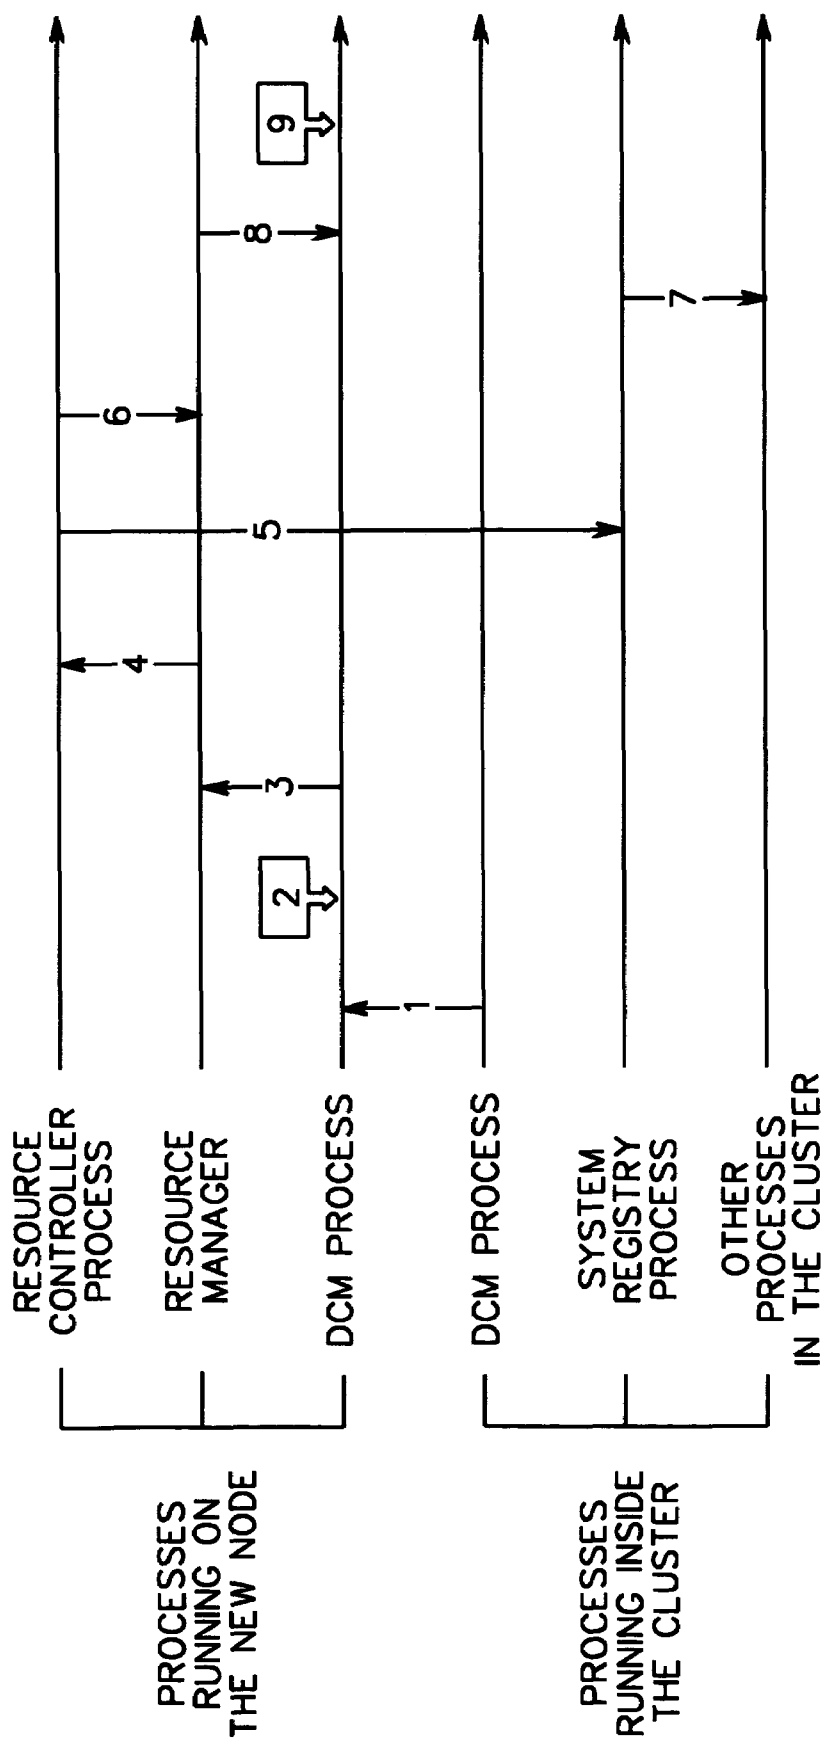 PROCESSES
RUNNING ON
THE NEW NODE
RESOURCE
CONTROLLER
PROCESS
RESOURCE
MANAGER
DCM PROCESS
PROCESSES
RUNNING INSIDE
THE CLUSTER
DCM PROCESS
SYSTEM
REGISTRY
PROCESS
OTHER
PROCESSES
IN THE CLUSTER
1
2
3
4
5
6
7
8
9